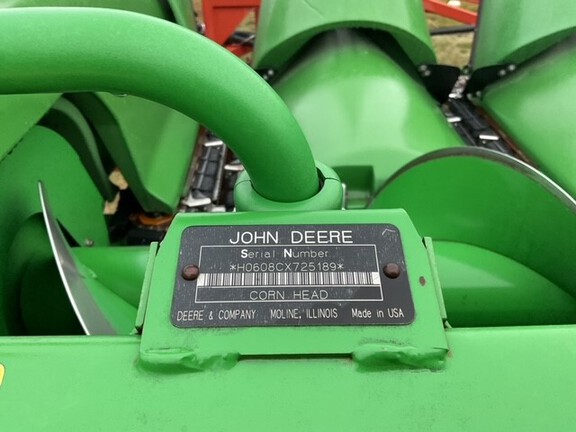 JOHN DEERE
Serial Number
*H0608CX725189*
CORN HEAD
DEERE & COMPANY MOLINE, ILLINOIS Made in USA